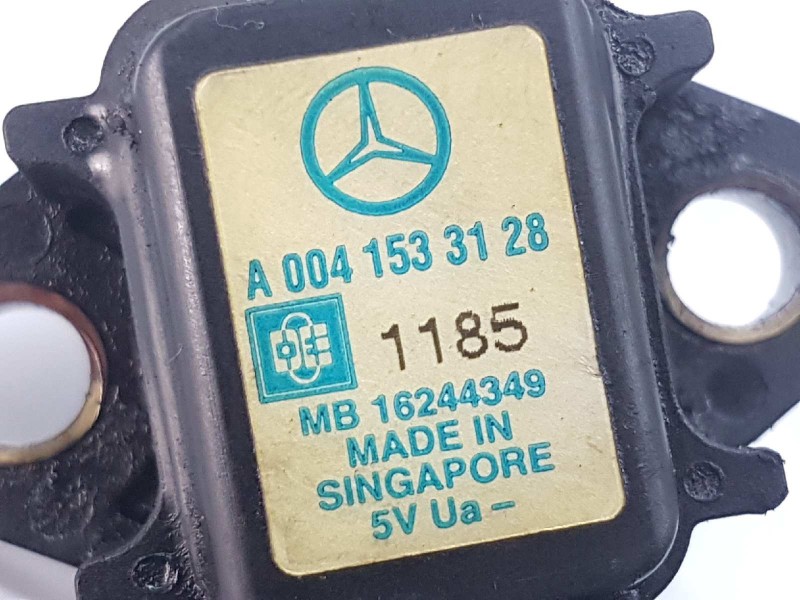 A 004 153 31 28
1185
MB 16244349
MADE IN
SINGAPORE
5V Ua -